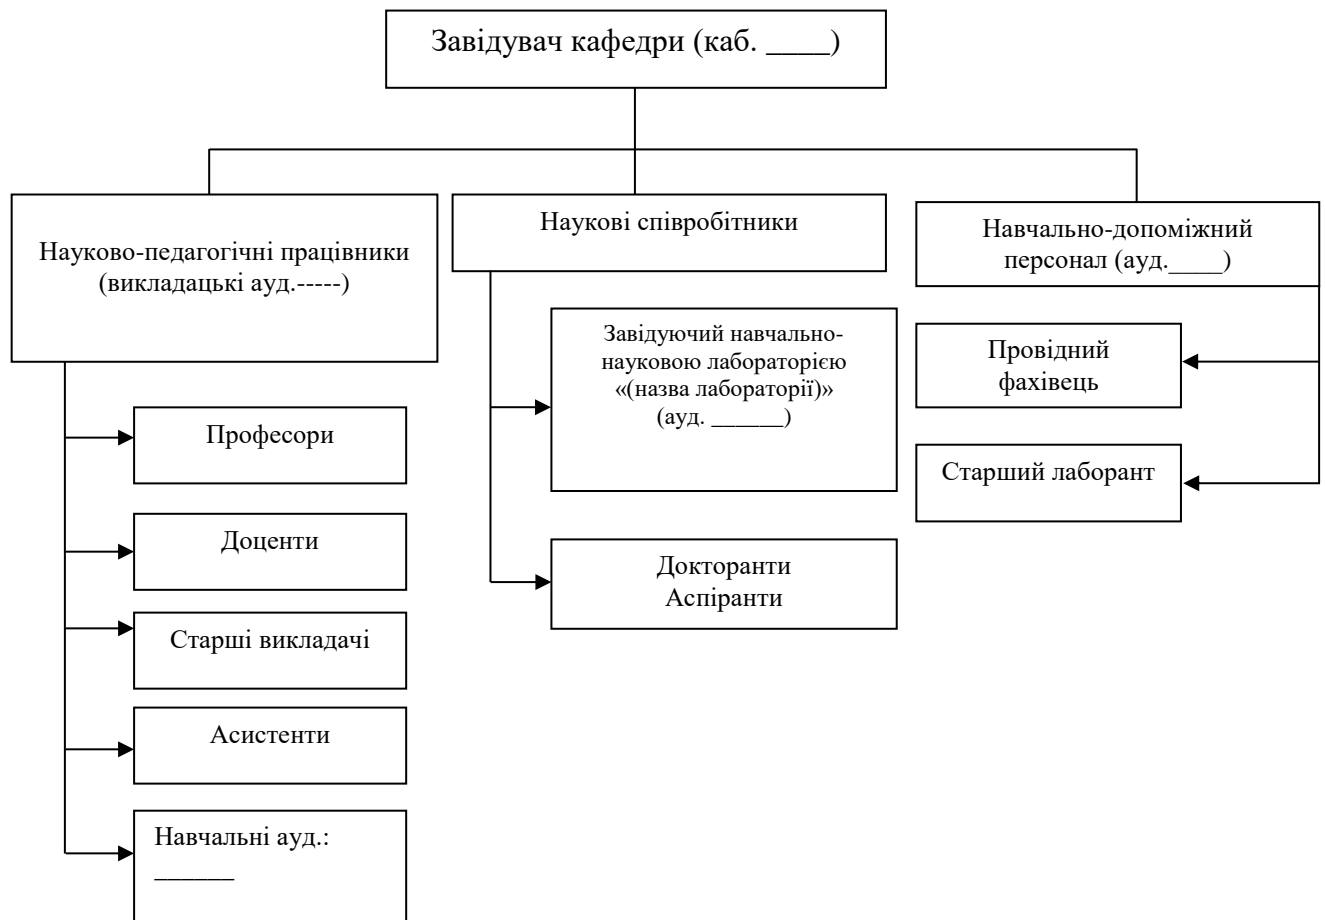 Завідувач кафедри (каб. ____)
Науково-педагогічні працівники
(викладацькі ауд.-----)
Професори
Доценти
Старші викладачі
Асистенти
Навчальні ауд.:
______
Наукові співробітники
Завідуючий навчально-
науковою лабораторією
«(назва лабораторії)»
(ауд. ______)
Докторанти
Аспіранти
Навчально-допоміжний
персонал (ауд.____)
Провідний
фахівець
Старший лаборант